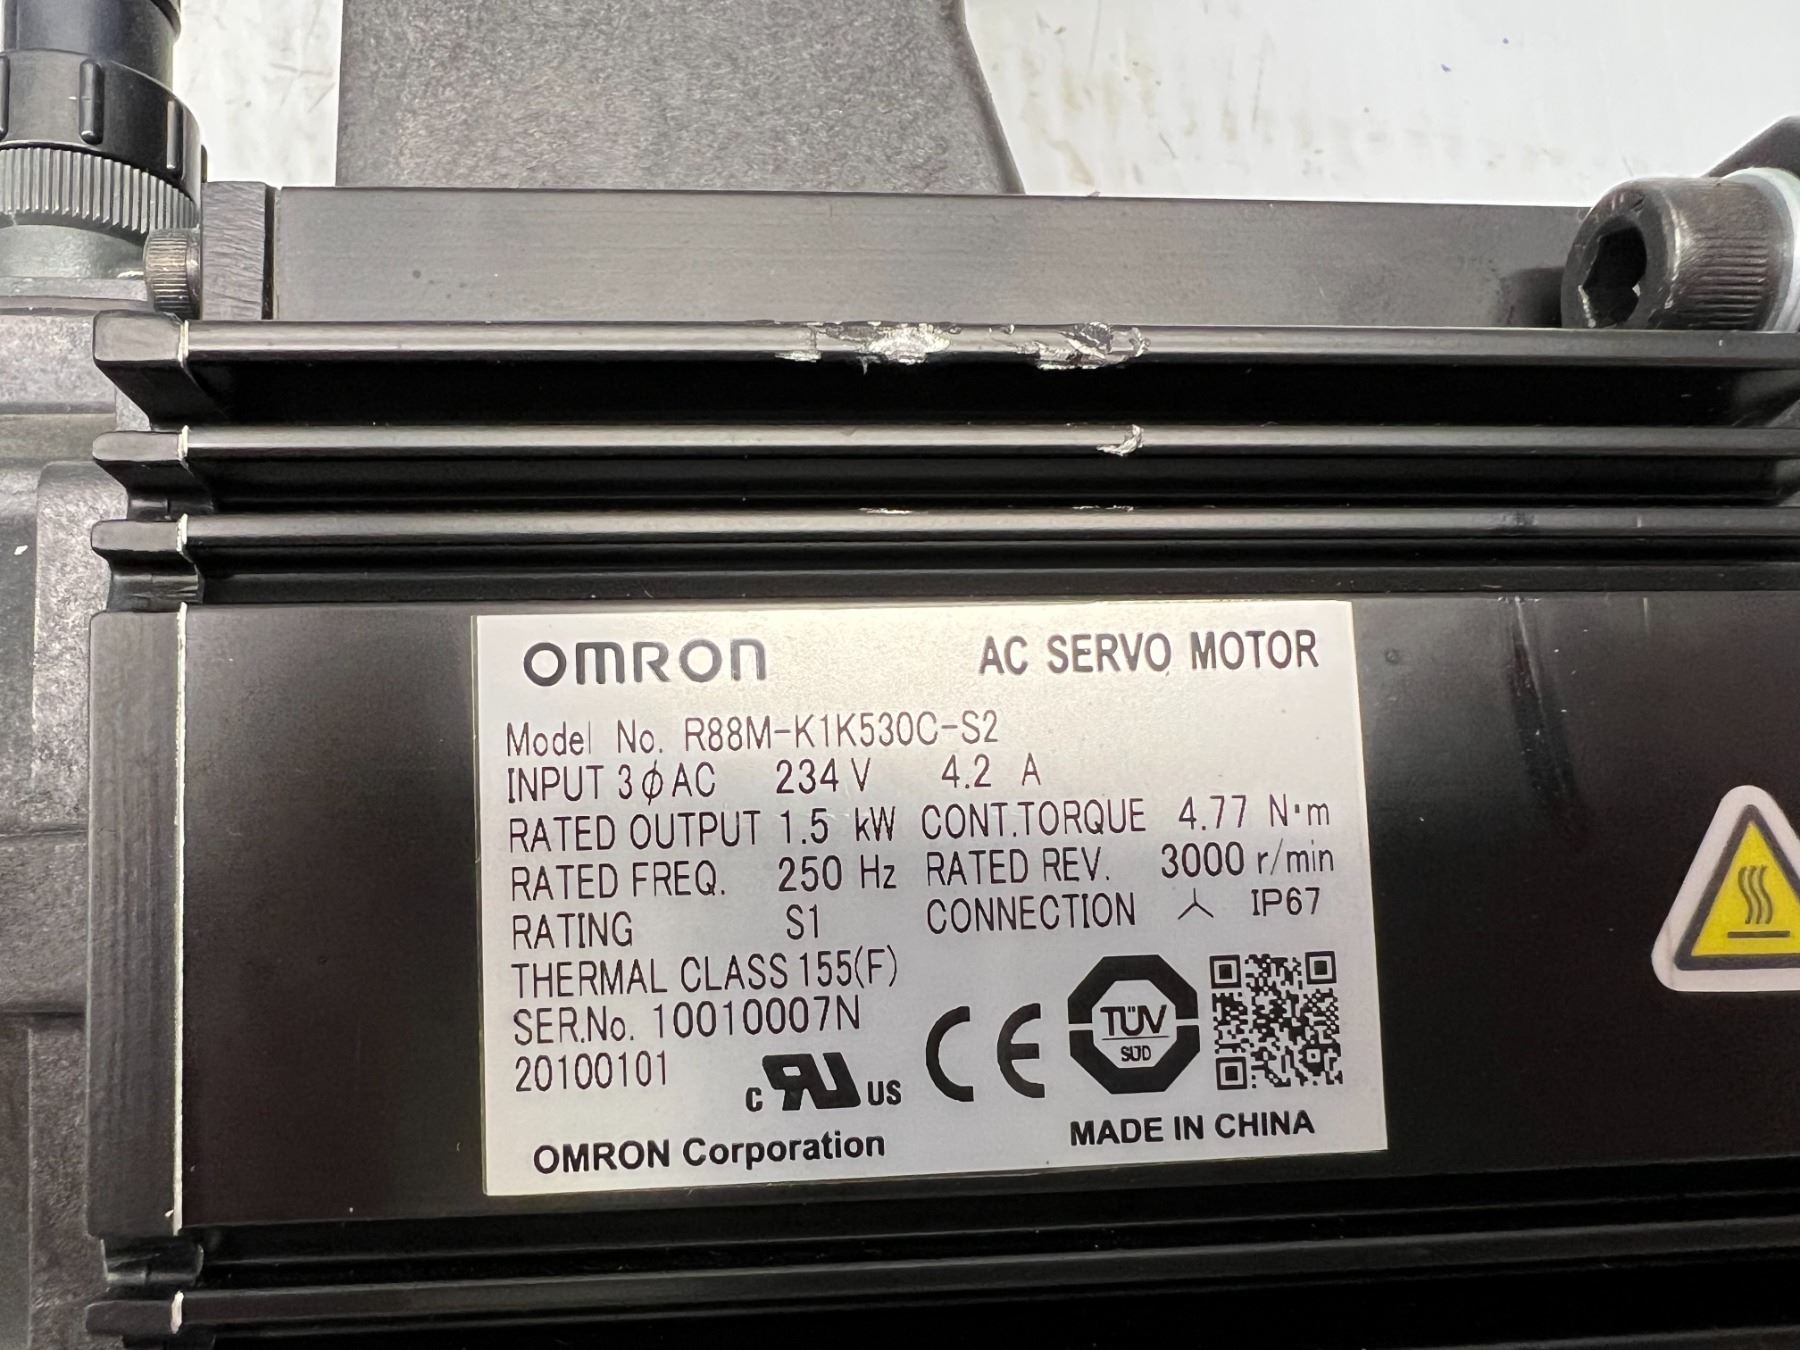 OMRON AC SERVO MOTOR
Model No. R88M-K1K530C-S2
INPUT 3ϕAC 234 V 4.2 A
RATED OUTPUT 1.5 kW CONT.TORQUE 4.77 N·m
RATED FREQ. 250 Hz RATED REV. 3000 r/min
RATING S1 CONNECTION IP67
THERMAL CLASS 155(F)
SER.No. 10010007N
20100101
c RU US CE TÜV SÜD
OMRON Corporation MADE IN CHINA